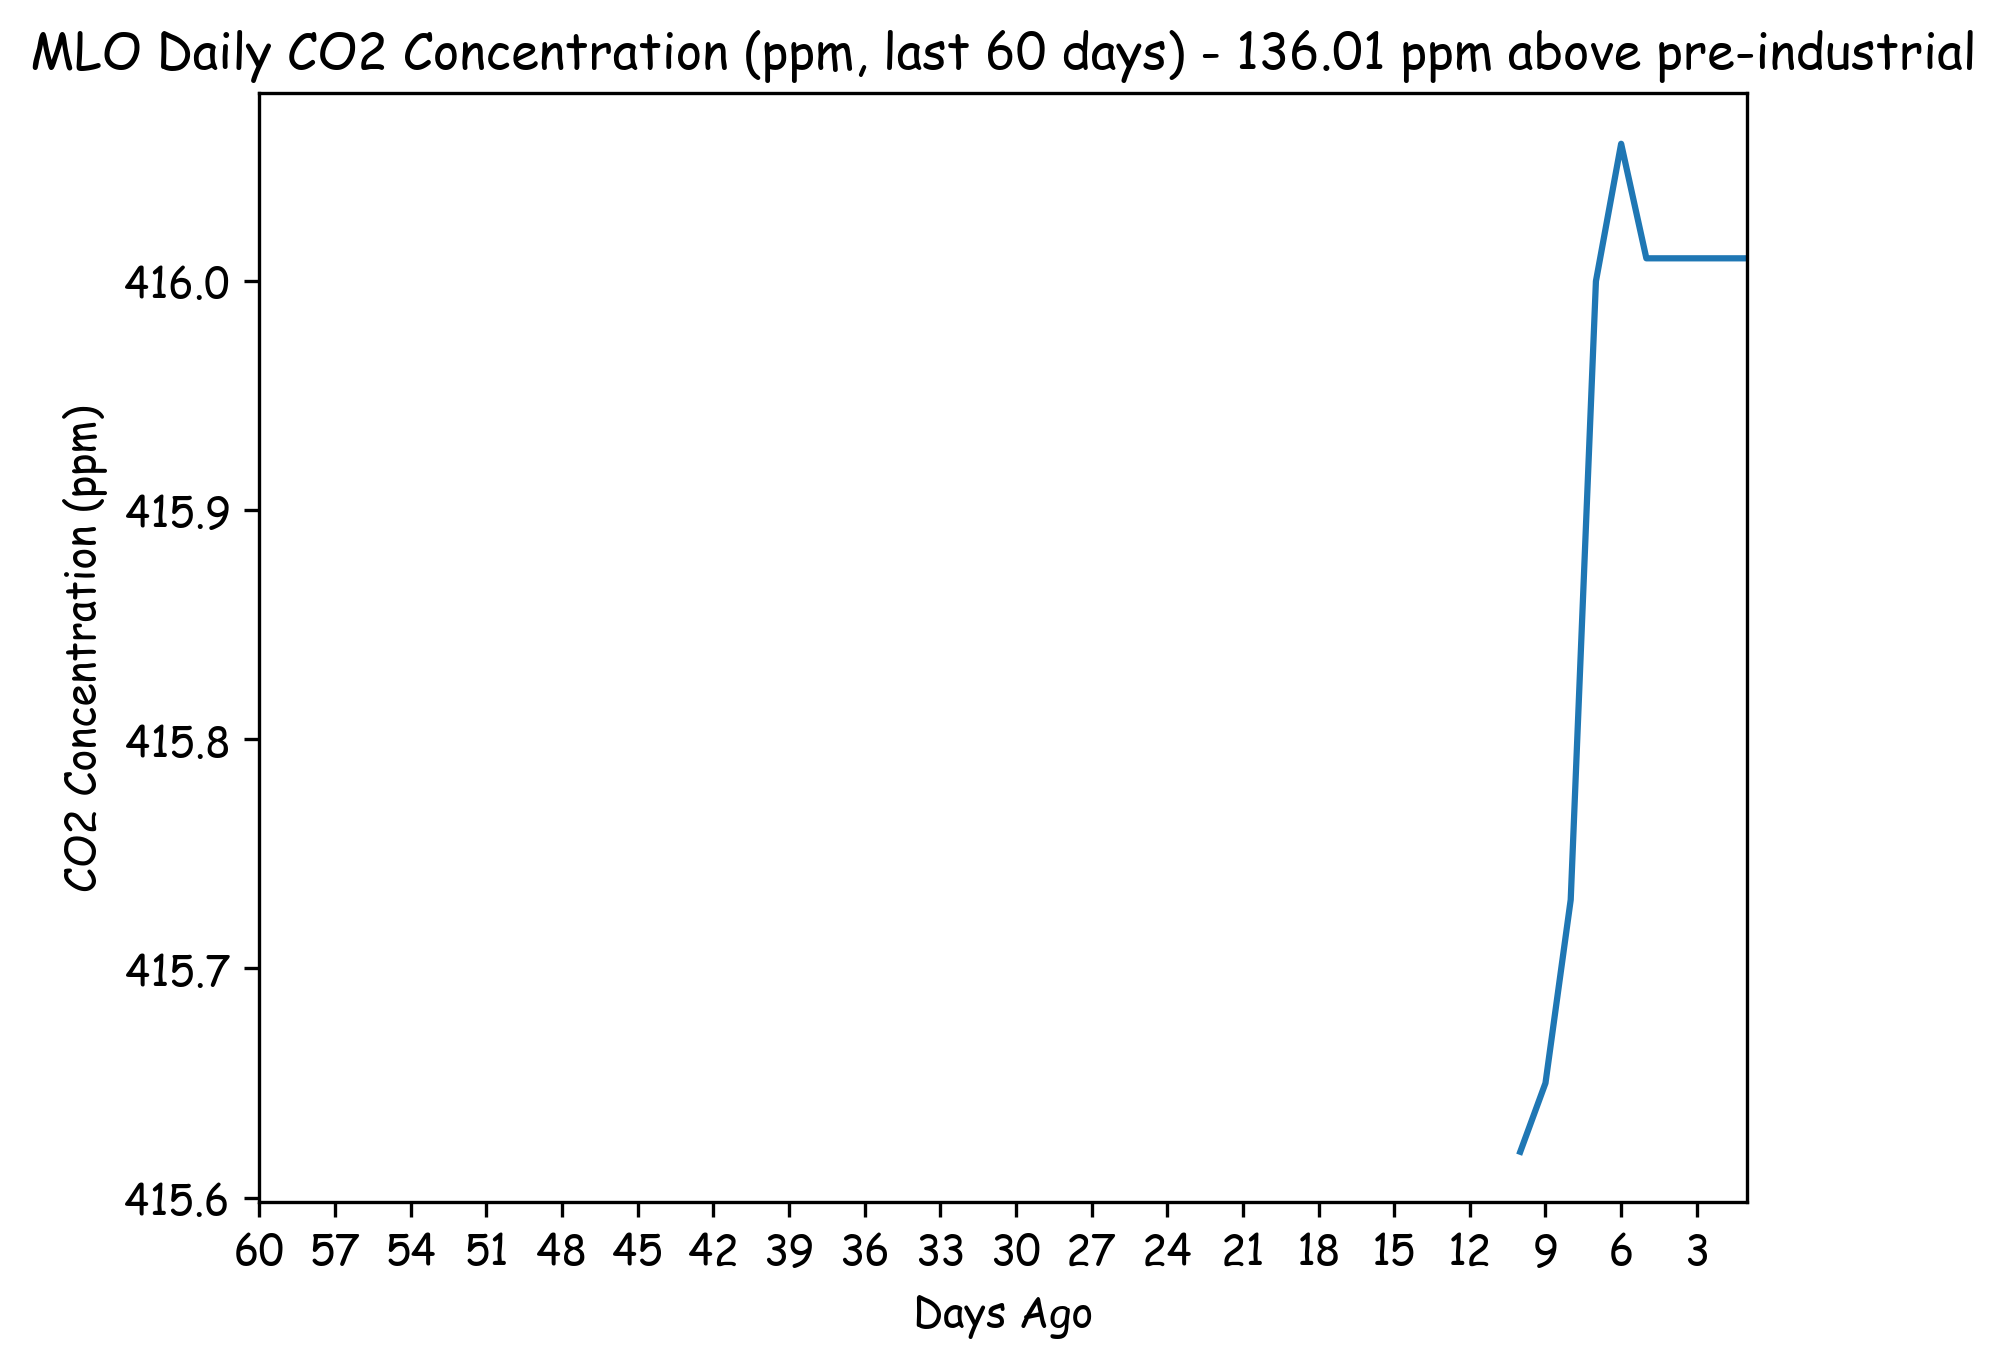 MLO Daily CO2 Concentration (ppm, last 60 days) - 136.01 ppm above pre-industrial
CO2 Concentration (ppm)
416.0
415.9
415.8
415.7
415.6
60 57 54 51 48 45 42 39 36 33 30 27 24 21 18 15 12 9 6 3
Days Ago